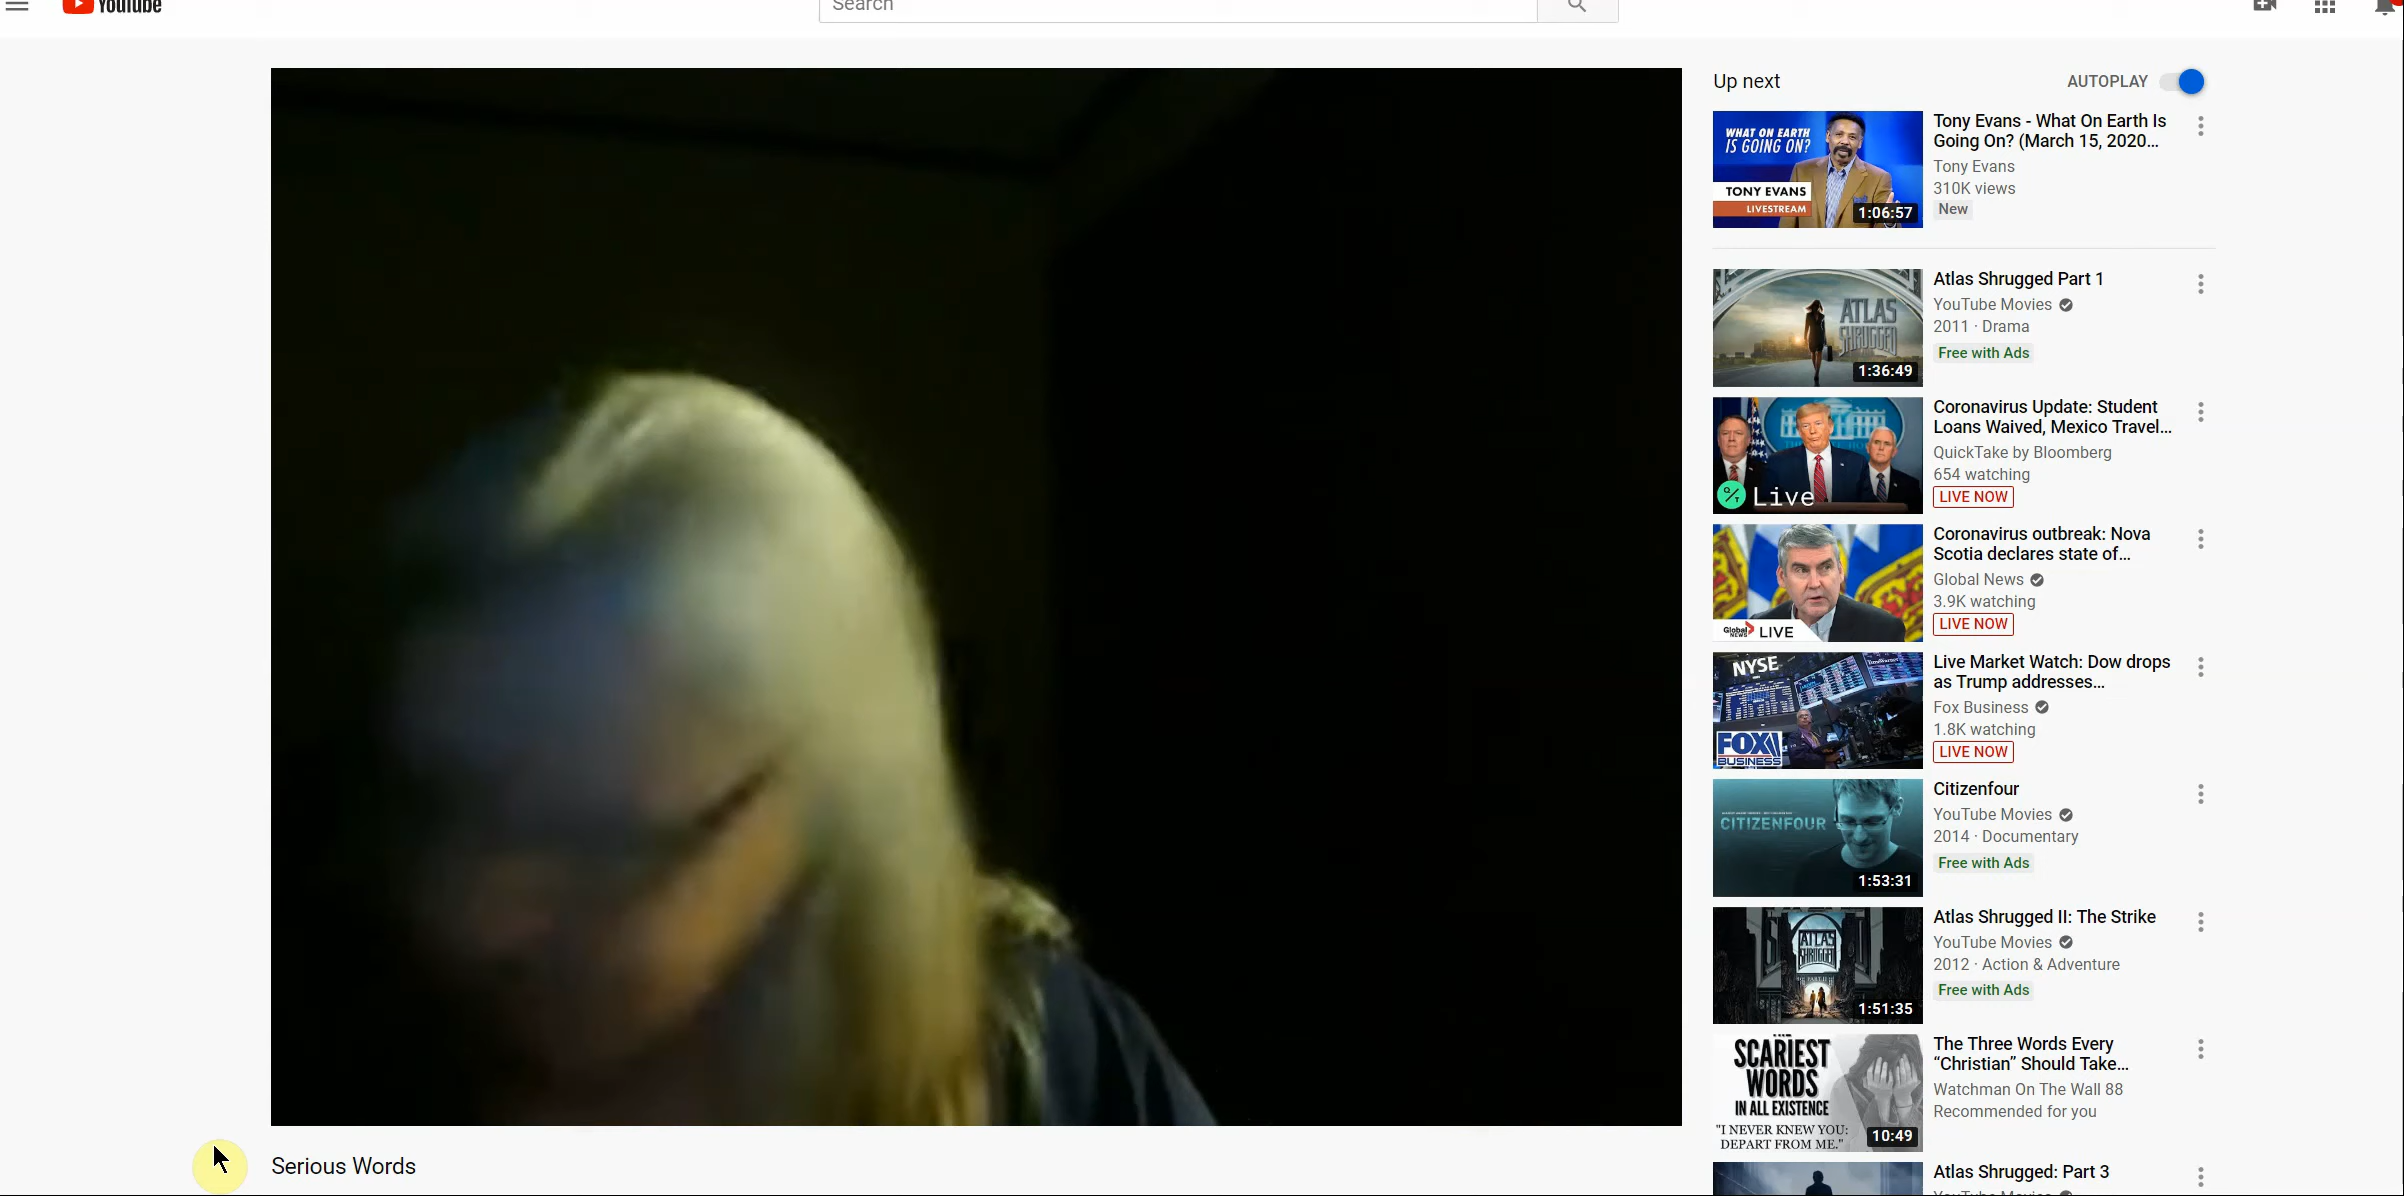 YouTube
Search
Serious Words
Up next
AUTOPLAY
WHAT ON EARTH
IS GOING ON?
TONY EVANS
LIVESTREAM
1:06:57
Tony Evans - What On Earth Is
Going On? (March 15, 2020...
Tony Evans
310K views
New
ATLAS
SHRUGGED
1:36:49
Atlas Shrugged Part 1
YouTube Movies
2011 · Drama
Free with Ads
Live
Coronavirus Update: Student
Loans Waived, Mexico Travel...
QuickTake by Bloomberg
654 watching
LIVE NOW
Global
NEWS
LIVE
Coronavirus outbreak: Nova
Scotia declares state of...
Global News
3.9K watching
LIVE NOW
NYSE
FOX
BUSINESS
Live Market Watch: Dow drops
as Trump addresses...
Fox Business
1.8K watching
LIVE NOW
CITIZENFOUR
1:53:31
Citizenfour
YouTube Movies
2014 · Documentary
Free with Ads
ATLAS
SHRUGGED
1:51:35
Atlas Shrugged II: The Strike
YouTube Movies
2012 · Action & Adventure
Free with Ads
SCARIEST
WORDS
IN ALL EXISTENCE
"I NEVER KNEW YOU:
DEPART FROM ME."
10:49
The Three Words Every
“Christian” Should Take...
Watchman On The Wall 88
Recommended for you
Atlas Shrugged: Part 3